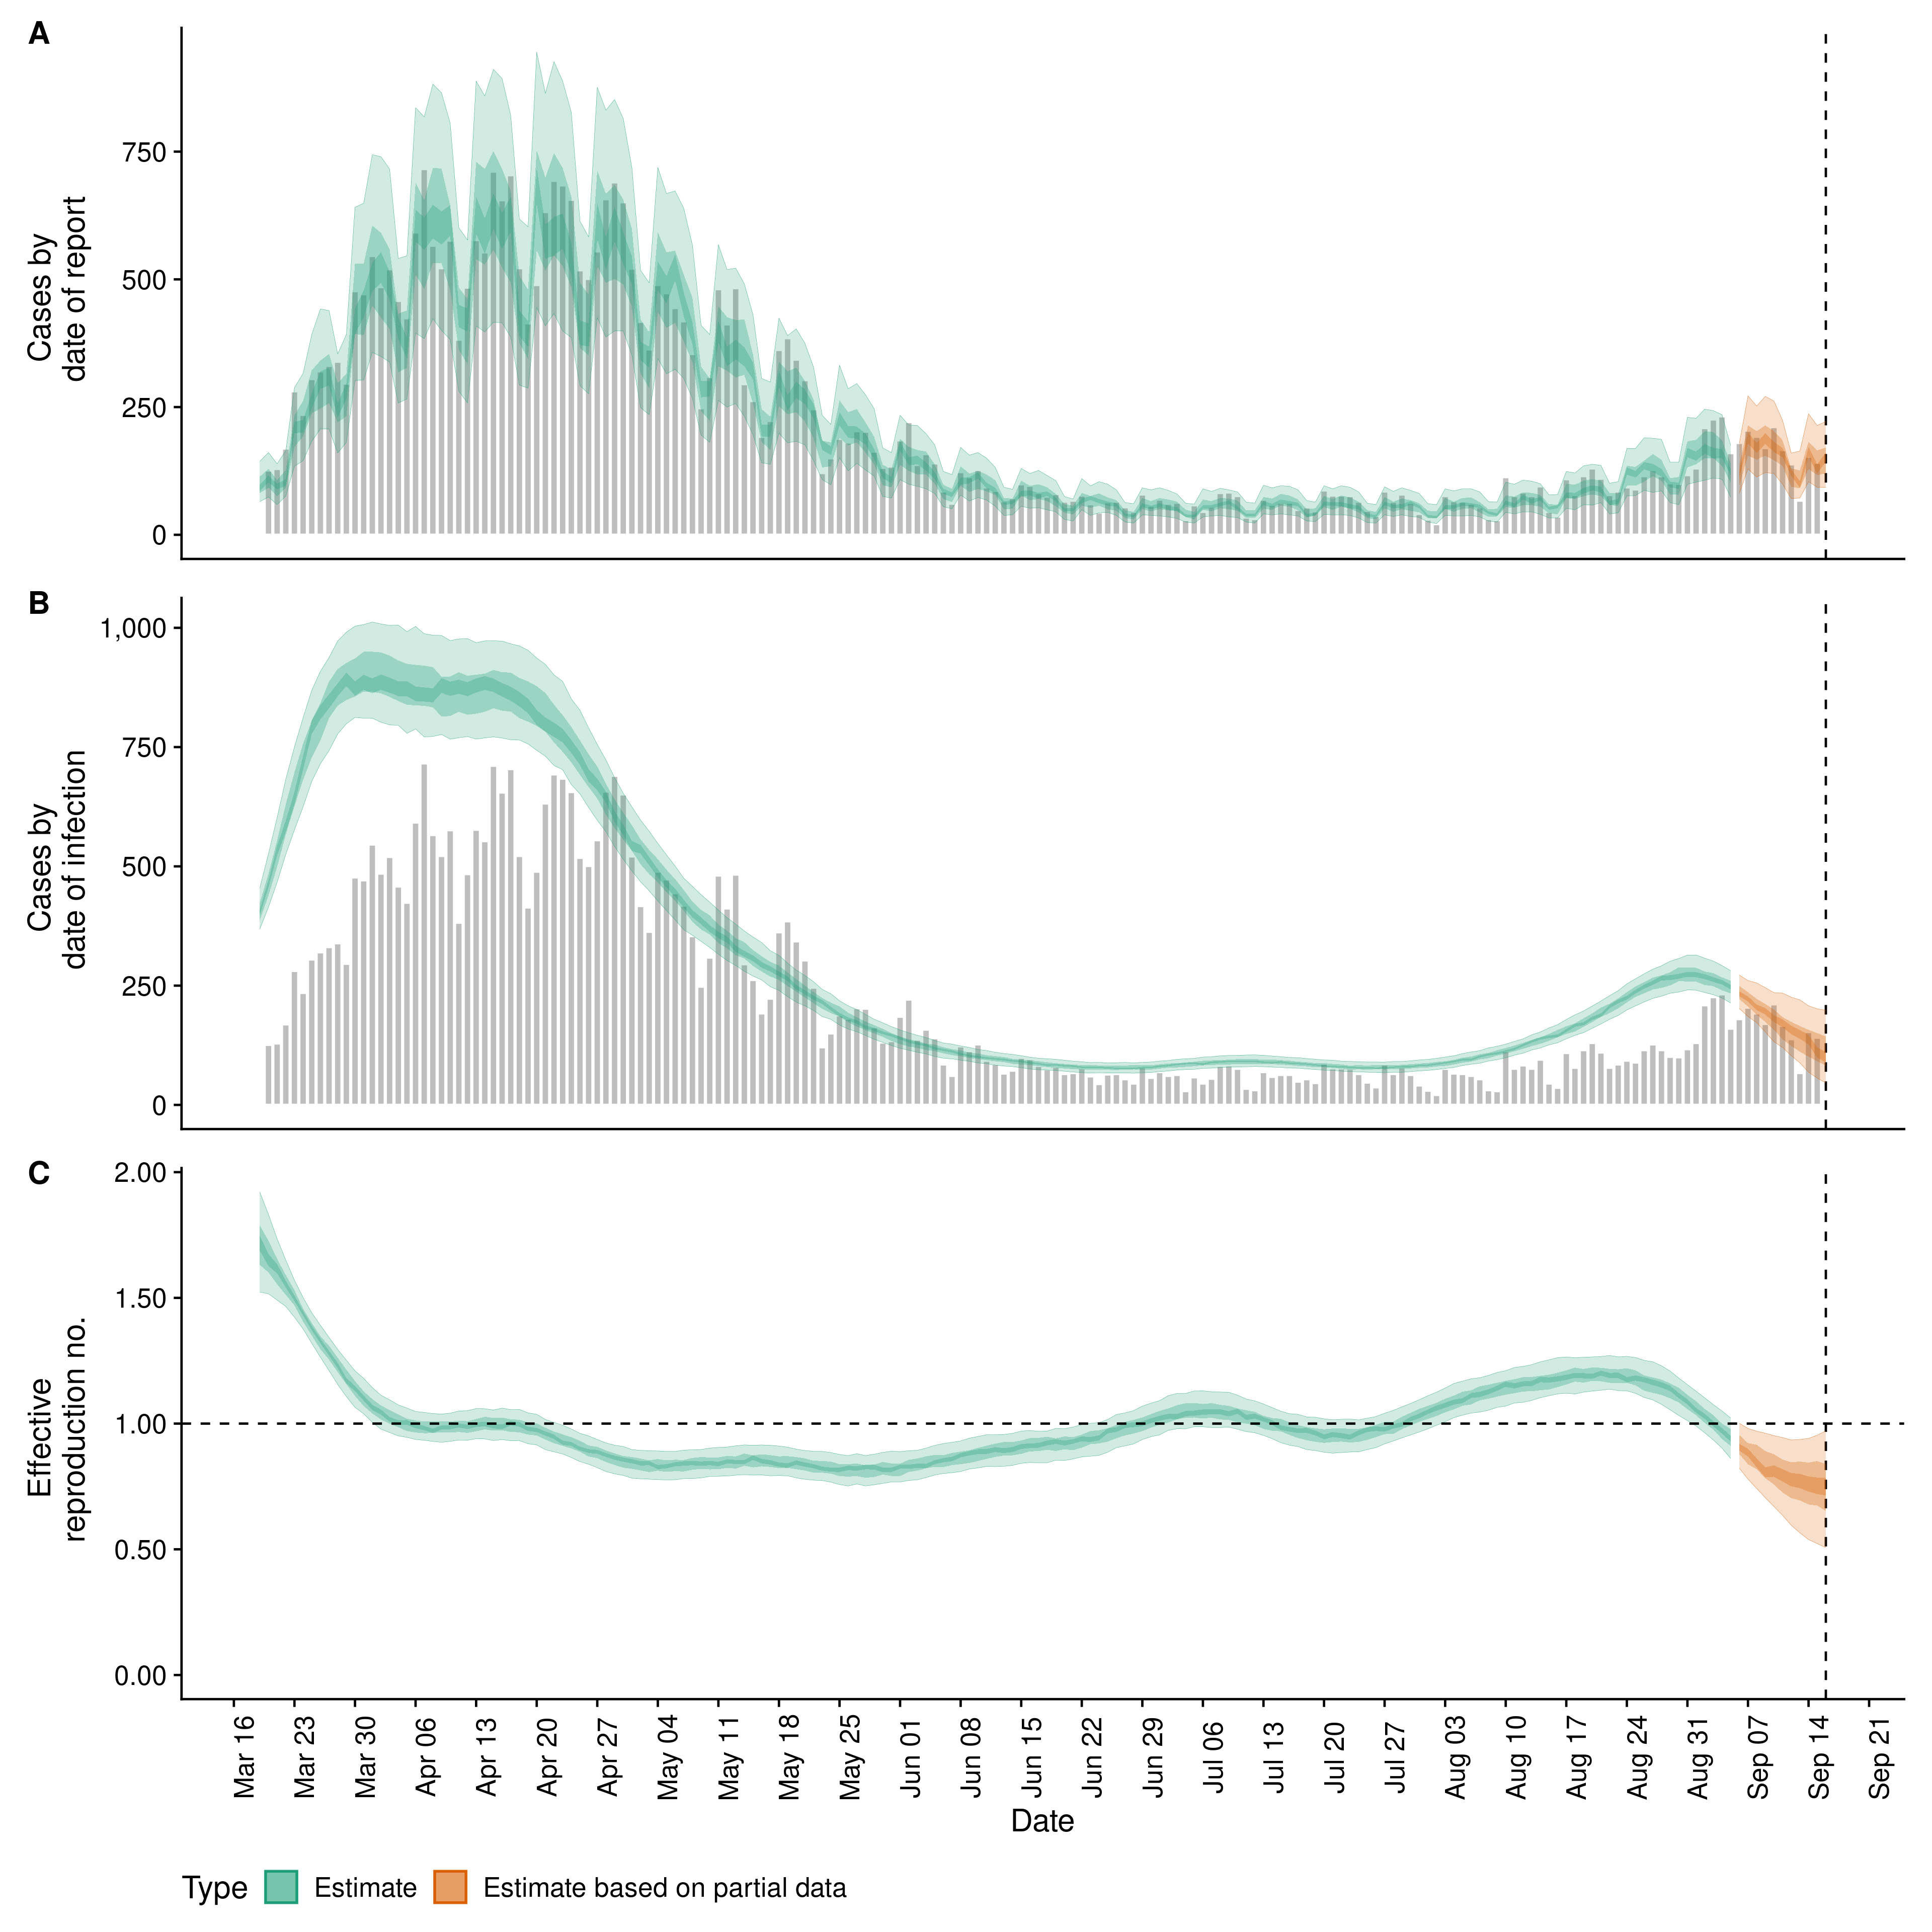 A
Cases by
date of report
750
500
250
0
B
Cases by
date of infection
1,000
750
500
250
0
C
Effective
reproduction no.
2.00
1.50
1.00
0.50
0.00
Mar 16
Mar 23
Mar 30
Apr 06
Apr 13
Apr 20
Apr 27
May 04
May 11
May 18
May 25
Jun 01
Jun 08
Jun 15
Jun 22
Jun 29
Jul 06
Jul 13
Jul 20
Jul 27
Aug 03
Aug 10
Aug 17
Aug 24
Aug 31
Sep 07
Sep 14
Sep 21
Date
Type Estimate Estimate based on partial data